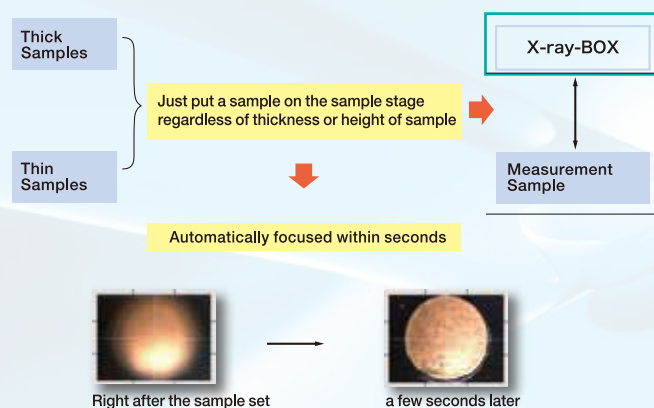 Thick
Samples
X-ray-BOX
Just put a sample on the sample stage
regardless of thickness or height of sample
Thin
Samples
Measurement
Sample
Automatically focused within seconds
Right after the sample set
a few seconds later